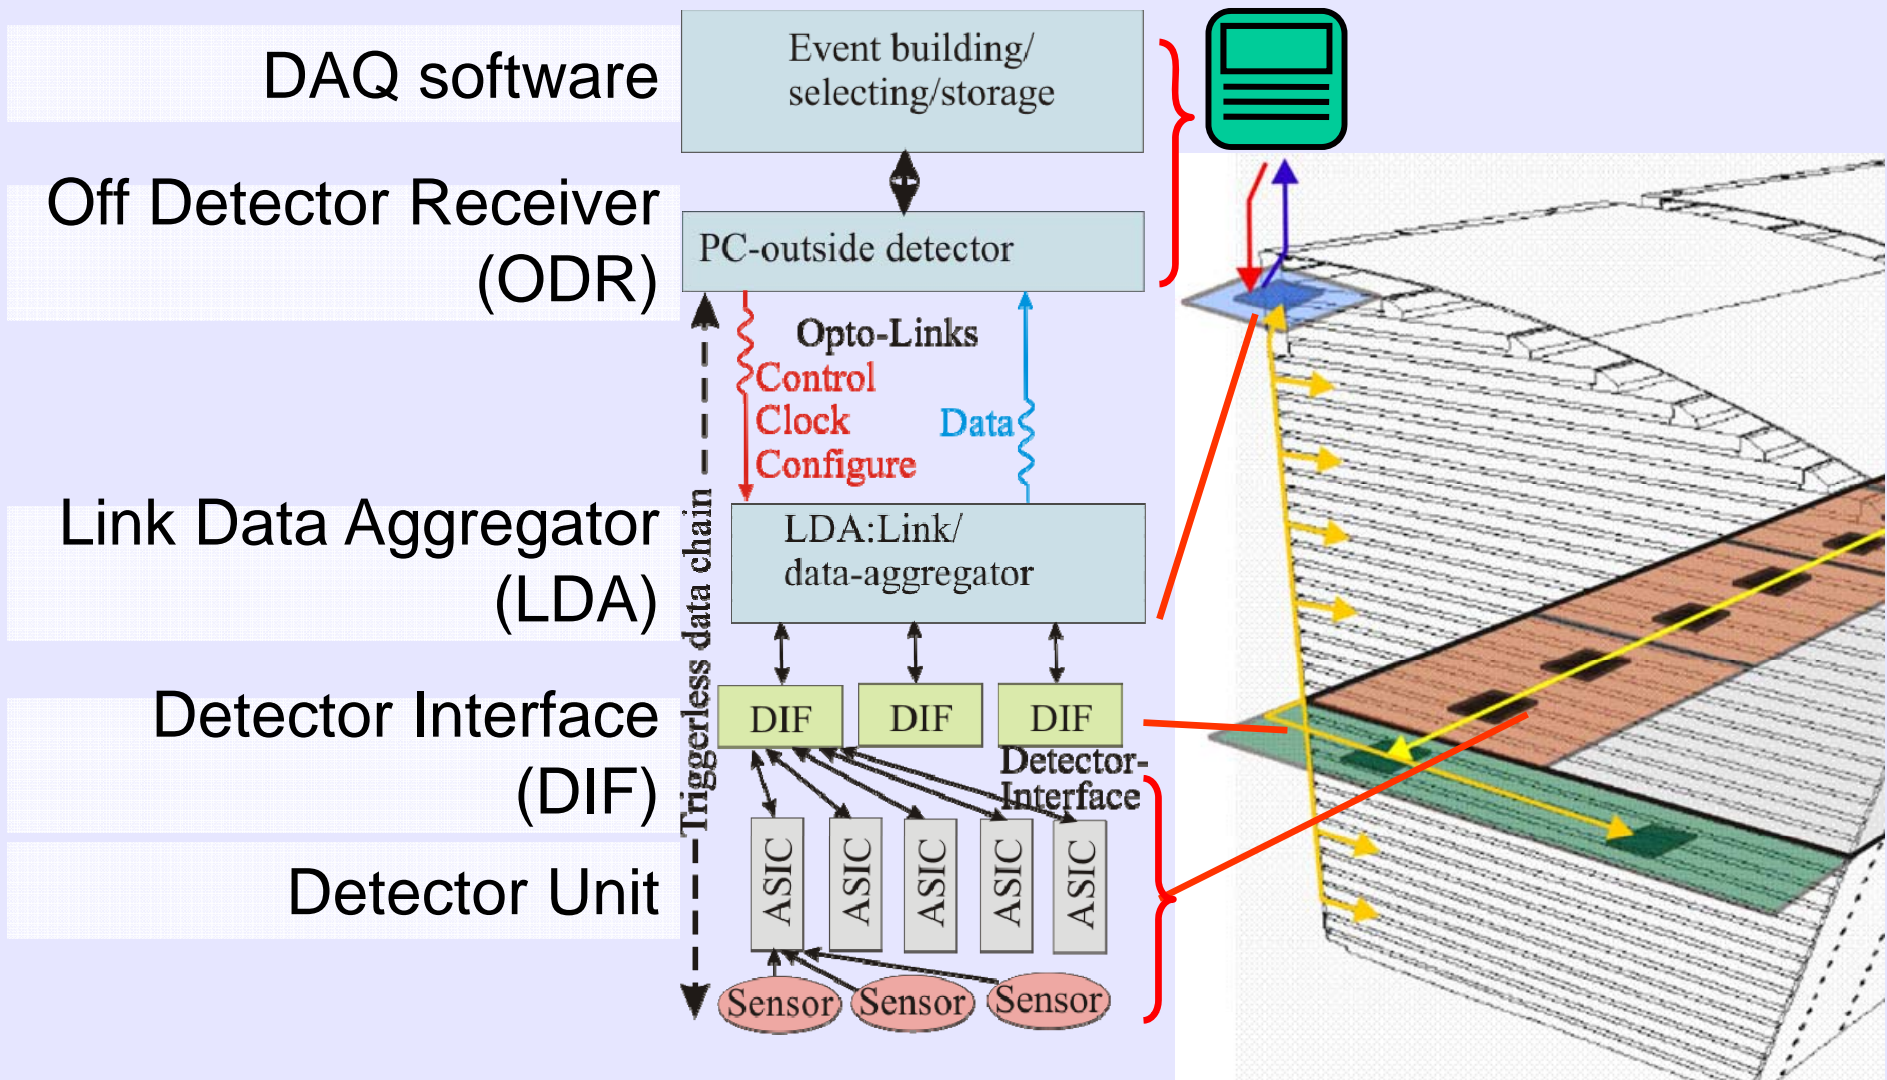 DAQ software
Event building/
selecting/storage
Off Detector Receiver
(ODR)
PC-outside detector
Opto-Links
Control
Clock
Configure
Data
Triggerless data chain
Link Data Aggregator
(LDA)
LDA:Link/
data-aggregator
Detector Interface
(DIF)
DIF
DIF
DIF
Detector-
Interface
Detector Unit
ASIC
ASIC
ASIC
ASIC
ASIC
Sensor
Sensor
Sensor